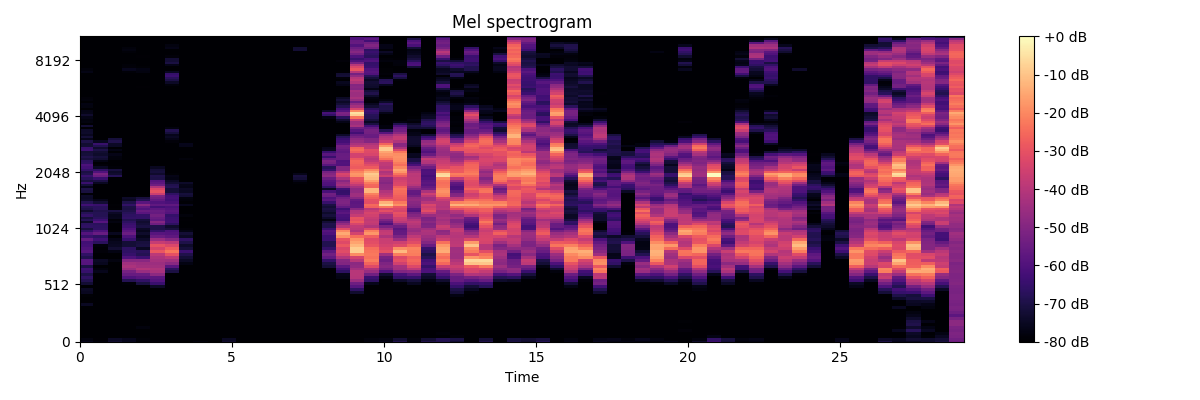 Mel spectrogram
8192
4096
2048
1024
512
0
Hz
0 5 10 15 20 25
Time
+0 dB
-10 dB
-20 dB
-30 dB
-40 dB
-50 dB
-60 dB
-70 dB
-80 dB